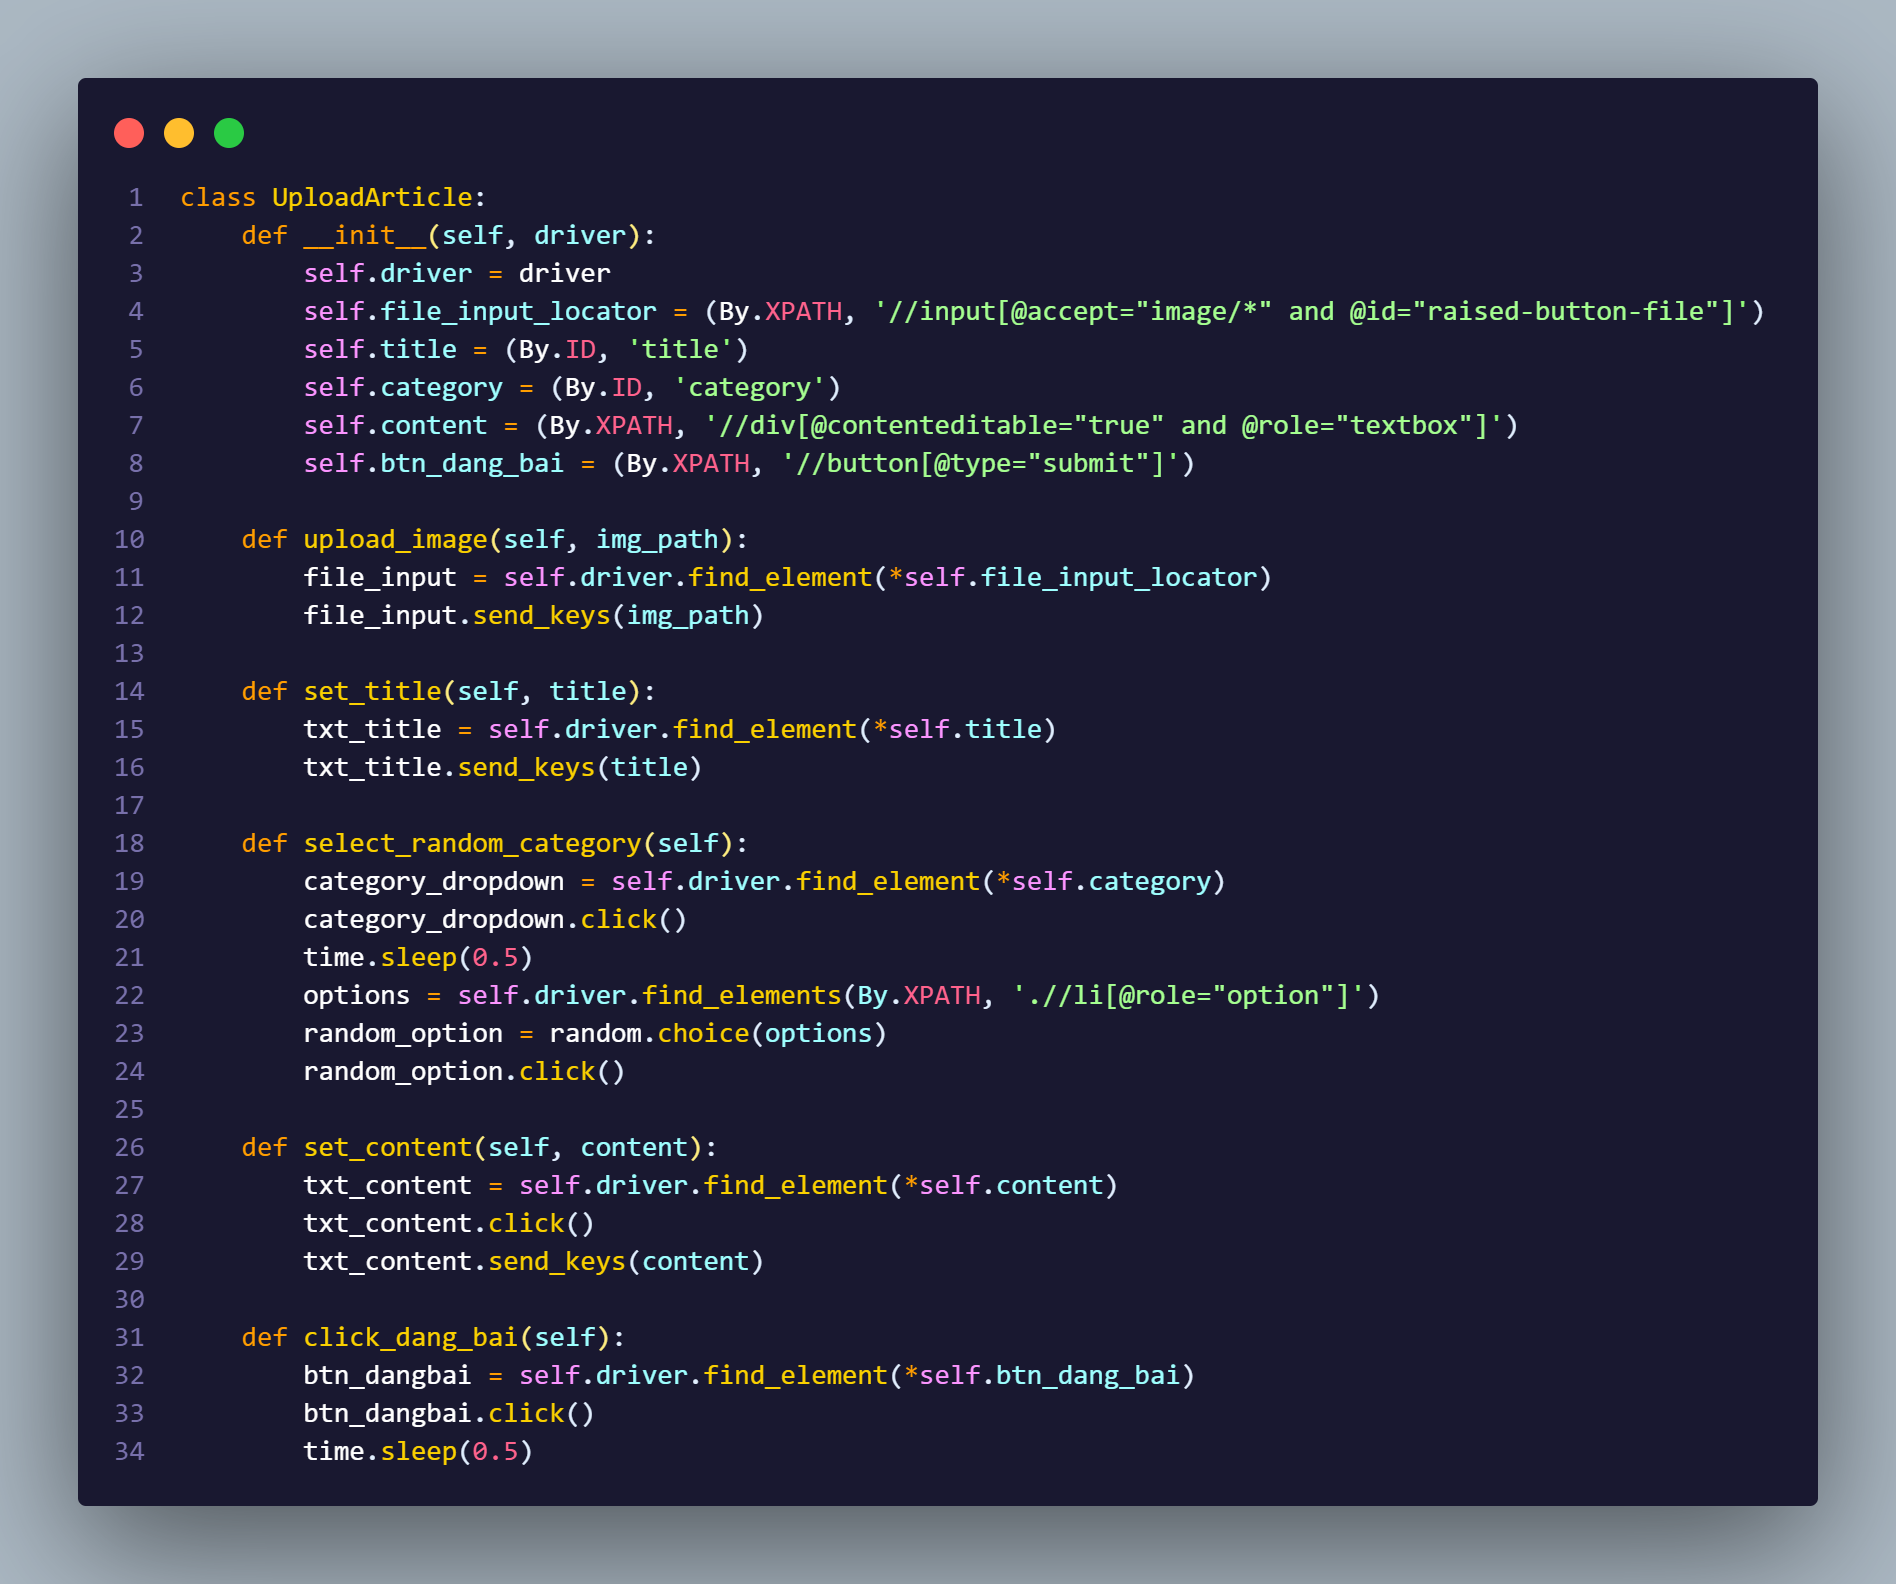 1 class UploadArticle:
2     def __init__(self, driver):
3         self.driver = driver
4         self.file_input_locator = (By.XPATH, '//input[@accept="image/*" and @id="raised-button-file"]')
5         self.title = (By.ID, 'title')
6         self.category = (By.ID, 'category')
7         self.content = (By.XPATH, '//div[@contenteditable="true" and @role="textbox"]')
8         self.btn_dang_bai = (By.XPATH, '//button[@type="submit"]')
9
10     def upload_image(self, img_path):
11         file_input = self.driver.find_element(*self.file_input_locator)
12         file_input.send_keys(img_path)
13
14     def set_title(self, title):
15         txt_title = self.driver.find_element(*self.title)
16         txt_title.send_keys(title)
17
18     def select_random_category(self):
19         category_dropdown = self.driver.find_element(*self.category)
20         category_dropdown.click()
21         time.sleep(0.5)
22         options = self.driver.find_elements(By.XPATH, './/li[@role="option"]')
23         random_option = random.choice(options)
24         random_option.click()
25
26     def set_content(self, content):
27         txt_content = self.driver.find_element(*self.content)
28         txt_content.click()
29         txt_content.send_keys(content)
30
31     def click_dang_bai(self):
32         btn_dangbai = self.driver.find_element(*self.btn_dang_bai)
33         btn_dangbai.click()
34         time.sleep(0.5)